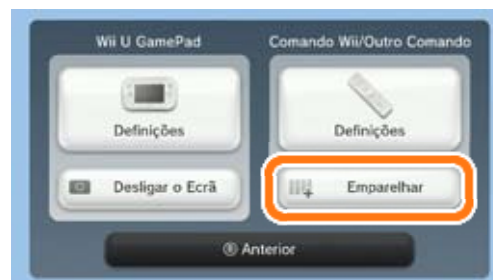 Wii U GamePad
Comando Wii/Outro Comando
Definições
Definições
Desligar o Ecrã
Emparelhar
Ⓑ Anterior